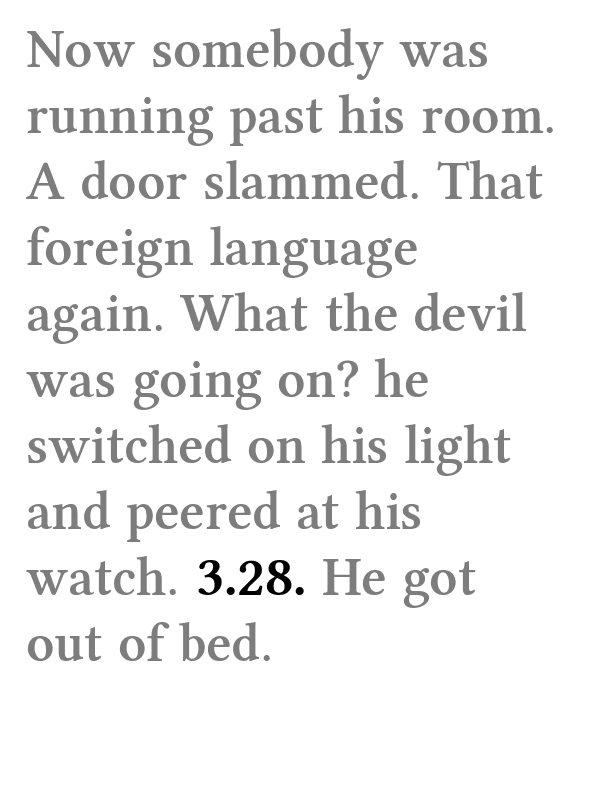 Now somebody was
running past his room.
A door slammed. That
foreign language
again. What the devil
was going on? he
switched on his light
and peered at his
watch. 3.28. He got
out of bed.